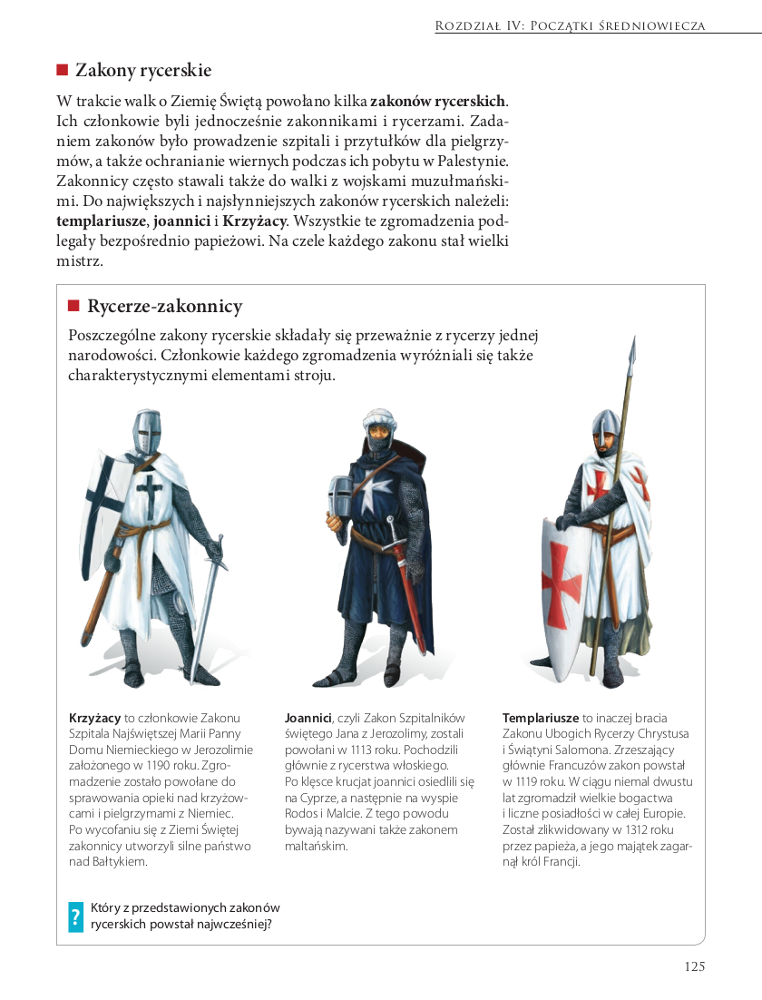 Rozdział IV: Początki średniowiecza
Zakony rycerskie
W trakcie walk o Ziemię Świętą powołano kilka zakonów rycerskich.
Ich członkowie byli jednocześnie zakonnikami i rycerzami. Zada-
niem zakonów było prowadzenie szpitali i przytułków dla pielgrzy-
mów, a także ochranianie wiernych podczas ich pobytu w Palestynie.
Zakonnicy często stawali także do walki z wojskami muzułmański-
mi. Do największych i najsłynniejszych zakonów rycerskich należeli:
templariusze, joannici i Krzyżacy. Wszystkie te zgromadzenia pod-
legały bezpośrednio papieżowi. Na czele każdego zakonu stał wielki
mistrz.
Rycerze-zakonnicy
Poszczególne zakony rycerskie składały się przeważnie z rycerzy jednej
narodowości. Członkowie każdego zgromadzenia wyróżniali się także
charakterystycznymi elementami stroju.
Krzyżacy to członkowie Zakonu
Szpitala Najświętszej Marii Panny
Domu Niemieckiego w Jerozolimie
założonego w 1190 roku. Zgro-
madzenie zostało powołane do
sprawowania opieki nad krzyżow-
cami i pielgrzymami z Niemiec.
Po wycofaniu się z Ziemi Świętej
zakonnicy utworzyli silne państwo
nad Bałtykiem.
Joannici, czyli Zakon Szpitalników
świętego Jana z Jerozolimy, zostali
powołani w 1113 roku. Pochodzili
głównie z rycerstwa włoskiego.
Po klęsce krucjat joannici osiedlili się
na Cyprze, a następnie na wyspie
Rodos i Malcie. Z tego powodu
bywają nazywani także zakonem
maltańskim.
Templariusze to inaczej bracia
Zakonu Ubogich Rycerzy Chrystusa
i Świątyni Salomona. Zrzeszający
głównie Francuzów zakon powstał
w 1119 roku. W ciągu niemal dwustu
lat zgromadził wielkie bogactwa
i liczne posiadłości w całej Europie.
Został zlikwidowany w 1312 roku
przez papieża, a jego majątek zagar-
nął król Francji.
?
Który z przedstawionych zakonów
rycerskich powstał najwcześniej?
125